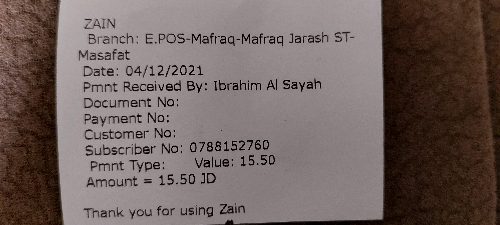 ZAIN
Branch: E.POS-Mafraq-Mafraq Jarash ST-
Masafat
Date: 04/12/2021
Pmnt Received By: Ibrahim Al Sayah
Document No:
Payment No:
Customer No:
Subscriber No: 0788152760
Pmnt Type: Value: 15.50
Amount = 15.50 JD
Thank you for using Zain